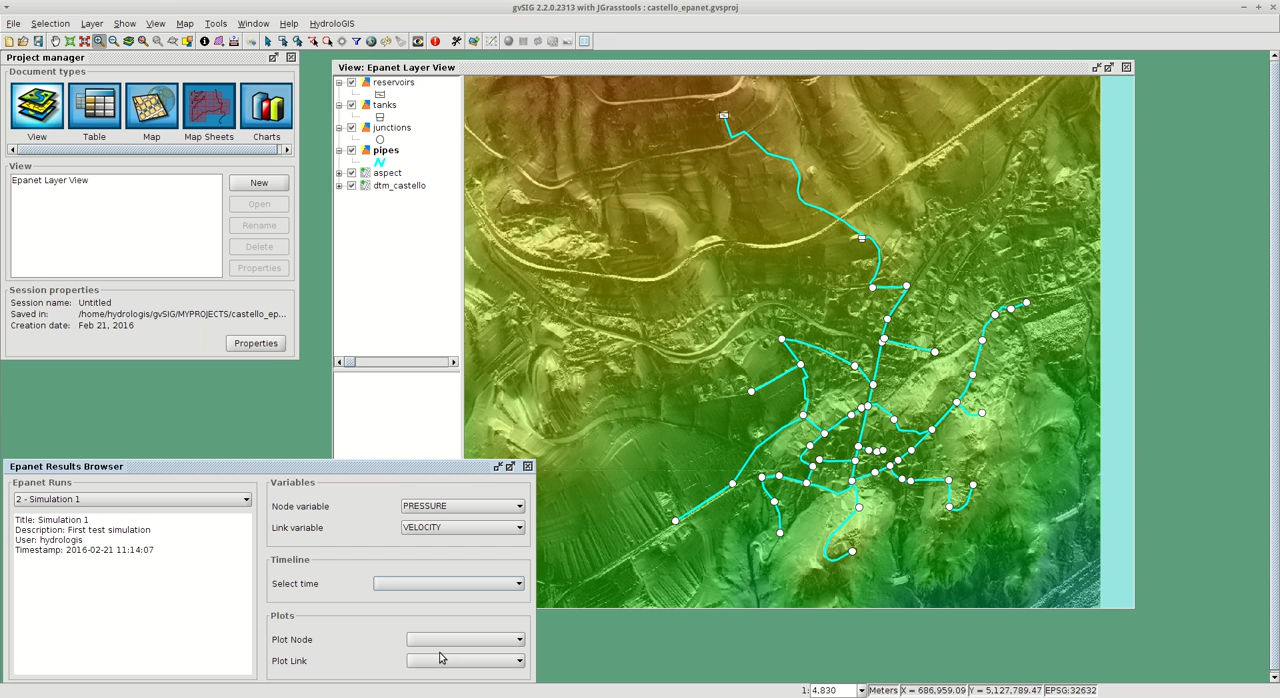 gvSIG 2.2.0.2313 with JGrasstools : castello_epanet.gvsproj
File Selection Layer Show View Map Tools Window Help HydroloGIS
Project manager
Document types
View Table Map Map Sheets Charts
View
Epanet Layer View
New
Open
Rename
Delete
Properties
Session properties
Session name: Untitled
Saved in: /home/hydrologis/gvSIG/MYPROJECTS/castello_ep...
Creation date: Feb 21, 2016
Properties
View: Epanet Layer View
reservoirs
tanks
junctions
pipes
aspect
dtm_castello
Epanet Results Browser
Epanet Runs
2 - Simulation 1
Title: Simulation 1
Description: First test simulation
User: hydrologis
Timestamp: 2016-02-21 11:14:07
Variables
Node variable PRESSURE
Link variable VELOCITY
Timeline
Select time
Plots
Plot Node
Plot Link
1: 4,830 Meters X = 686,959.09 Y = 5,127,789.47 EPSG:32632